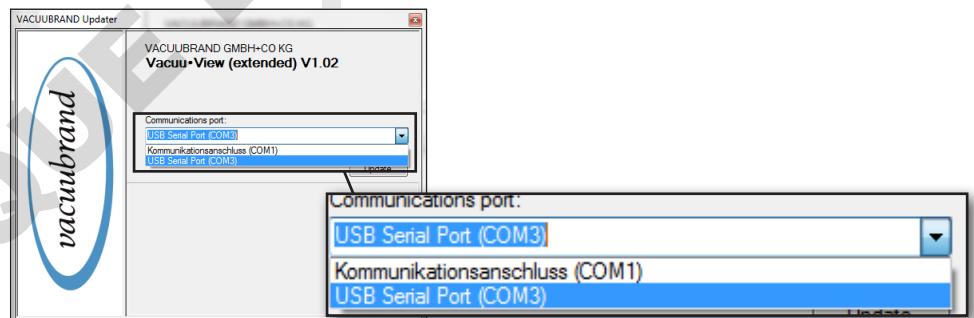 VACUUBRAND Updater
VACUUBRAND GMBH+CO KG
Vacuu•View (extended) V1.02
vacuubrand
Communications port:
USB Serial Port (COM3)
Kommunikationsanschluss (COM1)
USB Serial Port (COM3)
Update
Communications port:
USB Serial Port (COM3)
Kommunikationsanschluss (COM1)
USB Serial Port (COM3)
Update